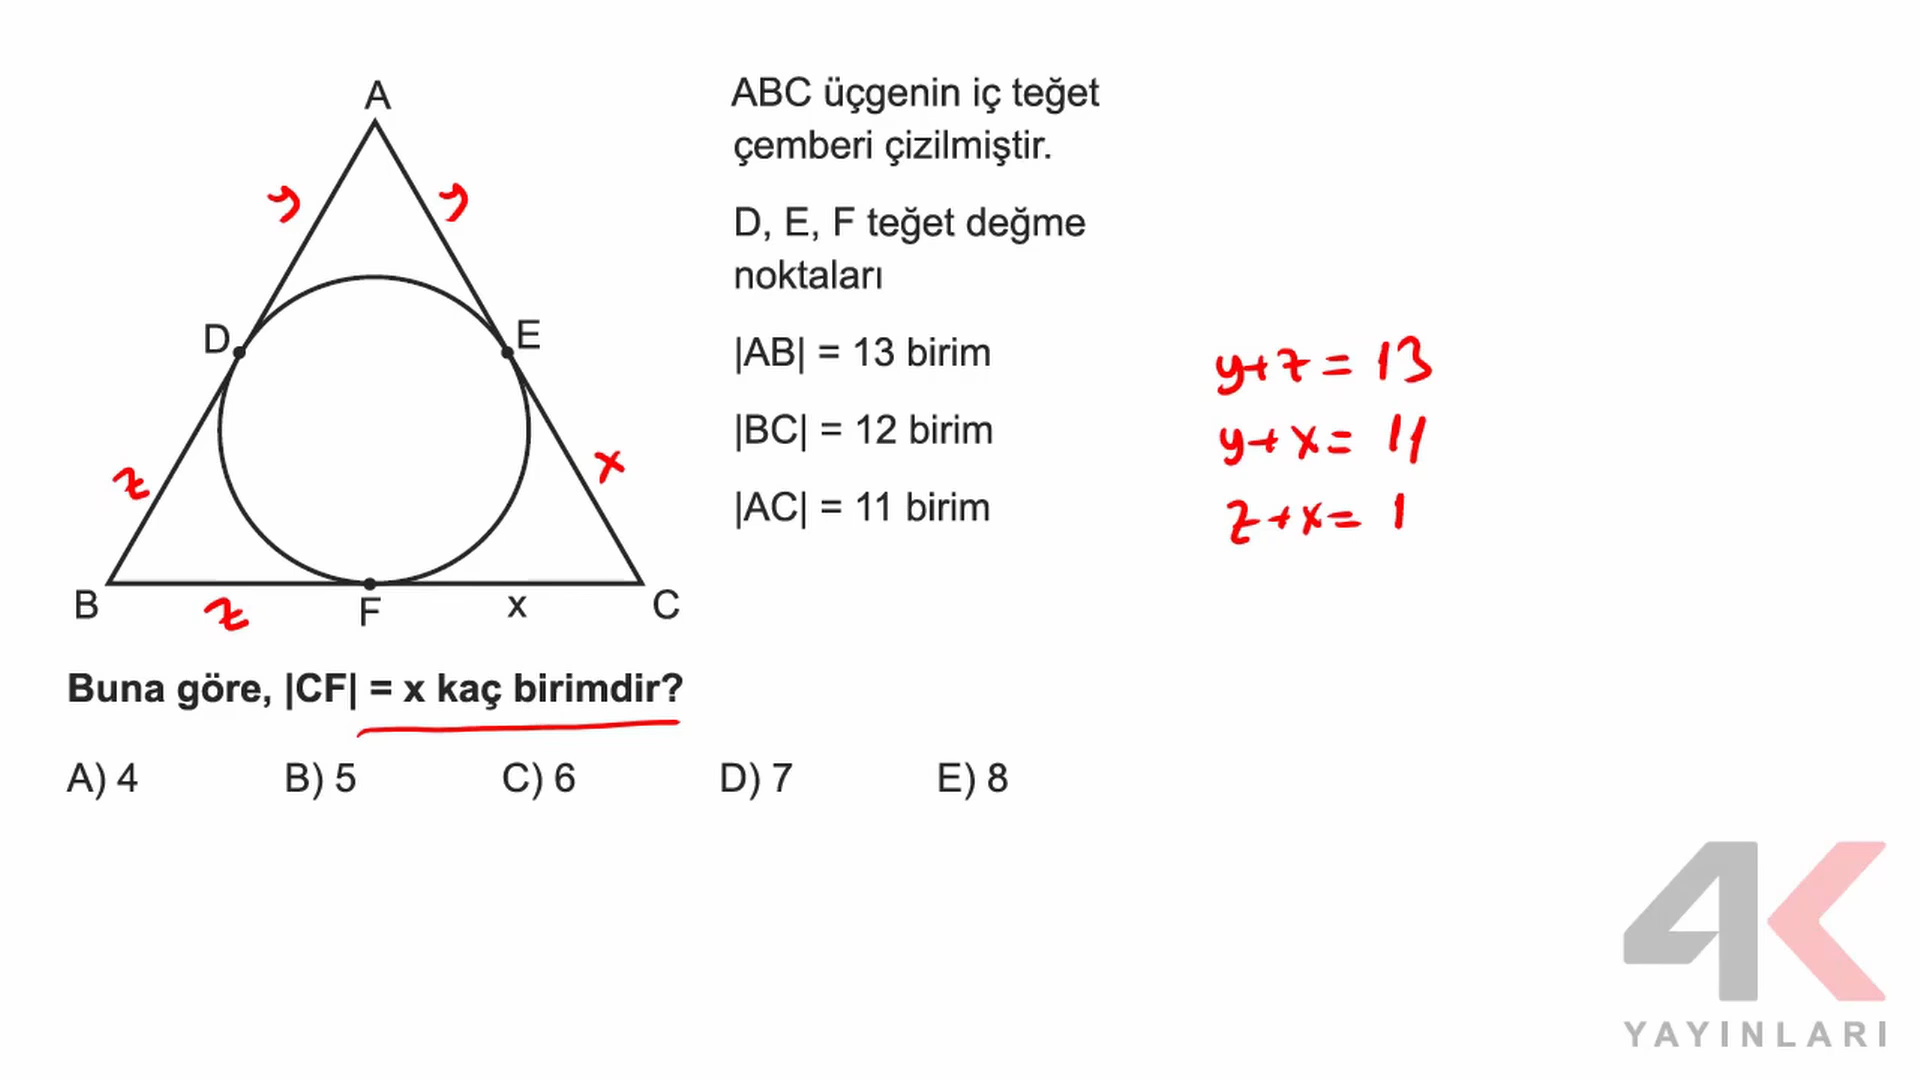 A
y
y
D
E
z
x
B
z
F
x
C
ABC üçgenin iç teğet
çemberi çizilmiştir.
D, E, F teğet değme
noktaları
|AB| = 13 birim
|BC| = 12 birim
|AC| = 11 birim
y+z = 13
y+x = 11
z+x = 1
Buna göre, |CF| = x kaç birimdir?
A) 4 B) 5 C) 6 D) 7 E) 8
4K
YAYINLARI